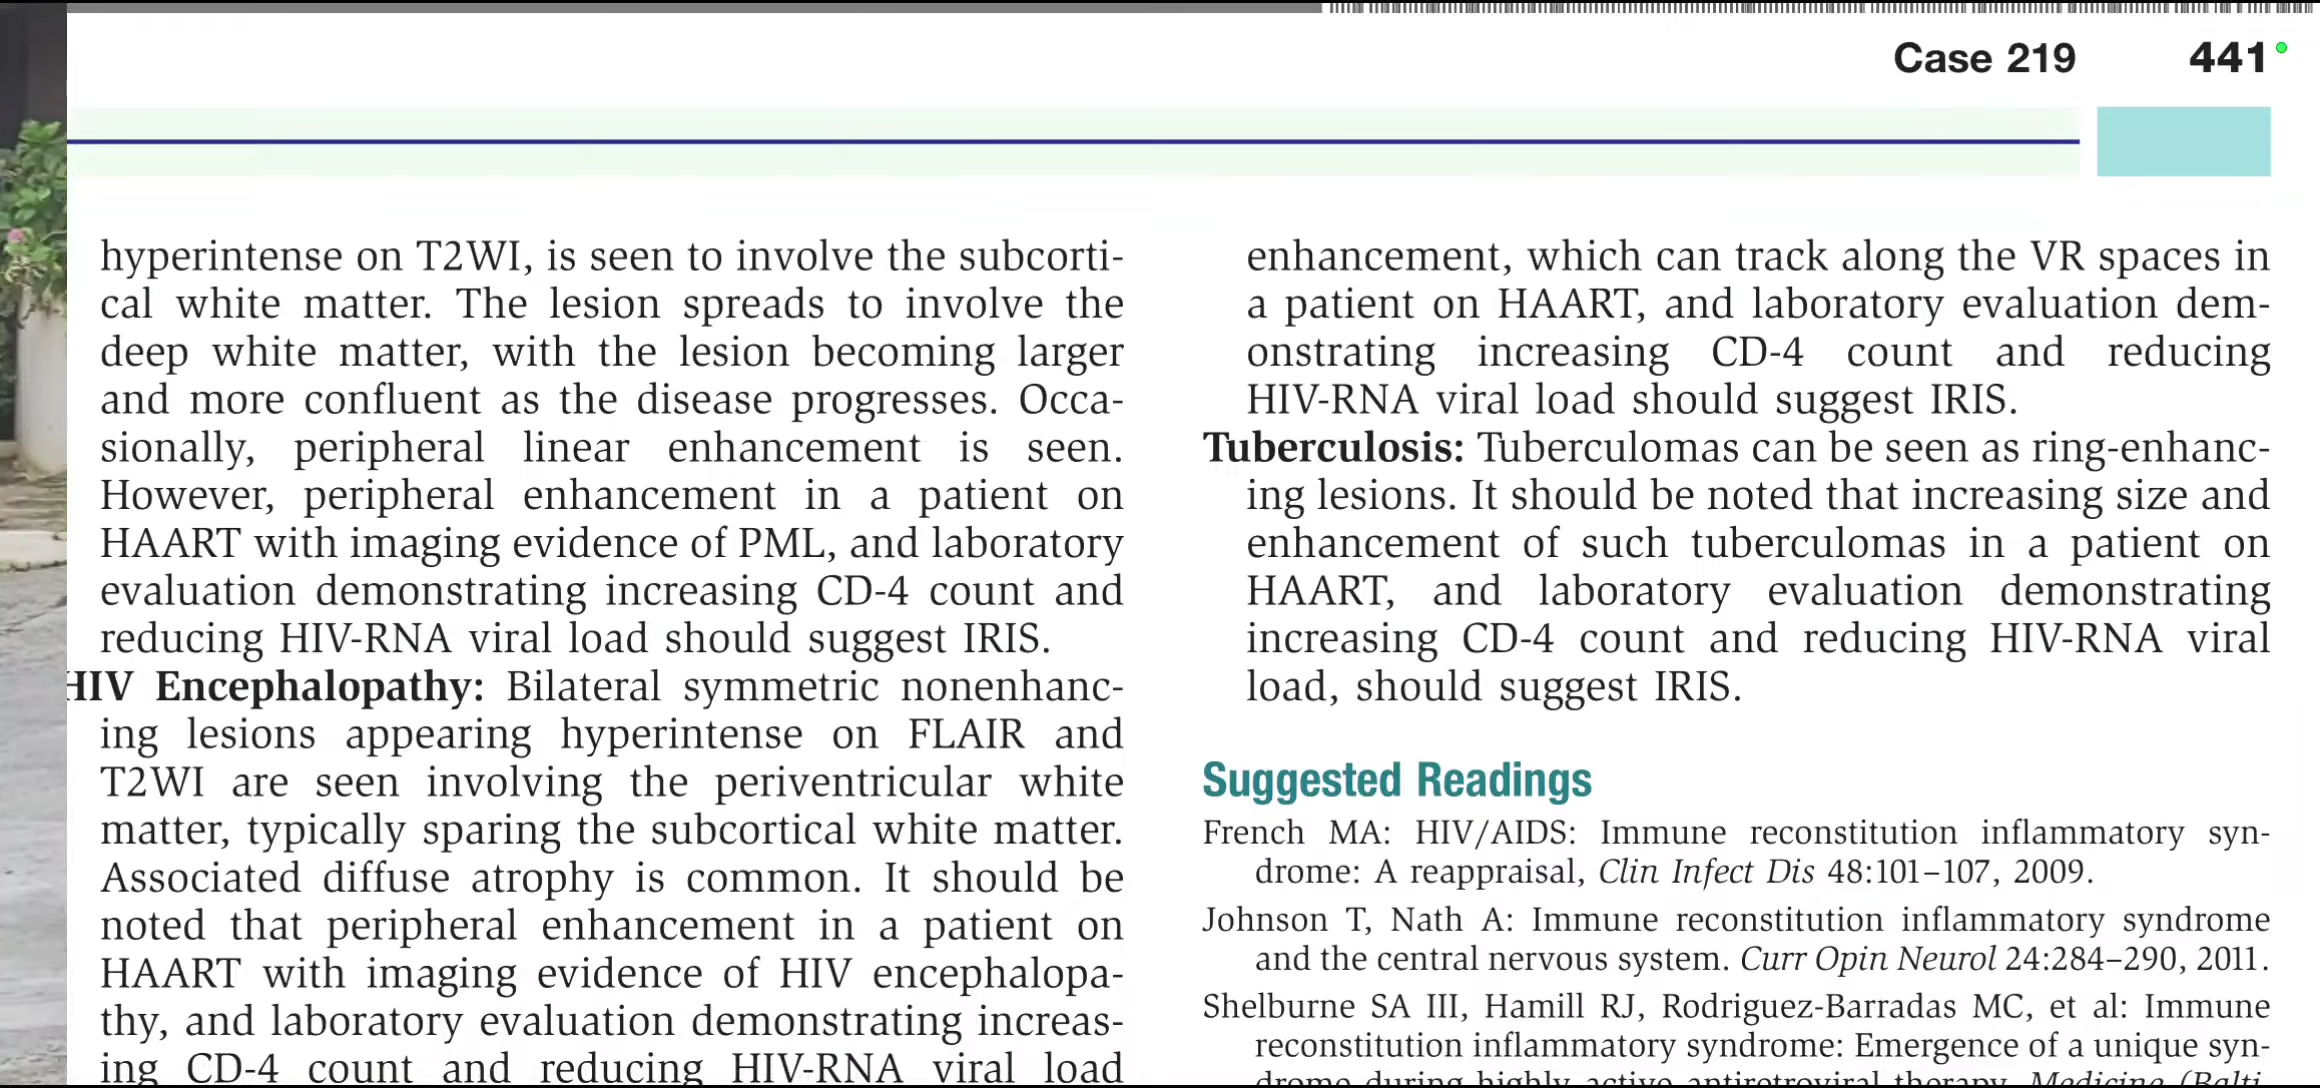 Case 219 441
hyperintense on T2WI, is seen to involve the subcorti-
cal white matter. The lesion spreads to involve the
deep white matter, with the lesion becoming larger
and more confluent as the disease progresses. Occa-
sionally, peripheral linear enhancement is seen.
However, peripheral enhancement in a patient on
HAART with imaging evidence of PML, and laboratory
evaluation demonstrating increasing CD-4 count and
reducing HIV-RNA viral load should suggest IRIS.
HIV Encephalopathy: Bilateral symmetric nonenhanc-
ing lesions appearing hyperintense on FLAIR and
T2WI are seen involving the periventricular white
matter, typically sparing the subcortical white matter.
Associated diffuse atrophy is common. It should be
noted that peripheral enhancement in a patient on
HAART with imaging evidence of HIV encephalopa-
thy, and laboratory evaluation demonstrating increas-
ing CD-4 count and reducing HIV-RNA viral load
enhancement, which can track along the VR spaces in
a patient on HAART, and laboratory evaluation dem-
onstrating increasing CD-4 count and reducing
HIV-RNA viral load should suggest IRIS.
Tuberculosis: Tuberculomas can be seen as ring-enhanc-
ing lesions. It should be noted that increasing size and
enhancement of such tuberculomas in a patient on
HAART, and laboratory evaluation demonstrating
increasing CD-4 count and reducing HIV-RNA viral
load, should suggest IRIS.
Suggested Readings
French MA: HIV/AIDS: Immune reconstitution inflammatory syn-
drome: A reappraisal, Clin Infect Dis 48:101–107, 2009.
Johnson T, Nath A: Immune reconstitution inflammatory syndrome
and the central nervous system. Curr Opin Neurol 24:284–290, 2011.
Shelburne SA III, Hamill RJ, Rodriguez-Barradas MC, et al: Immune
reconstitution inflammatory syndrome: Emergence of a unique syn-
drome during highly active antiretroviral therapy. Medicine (Balti-